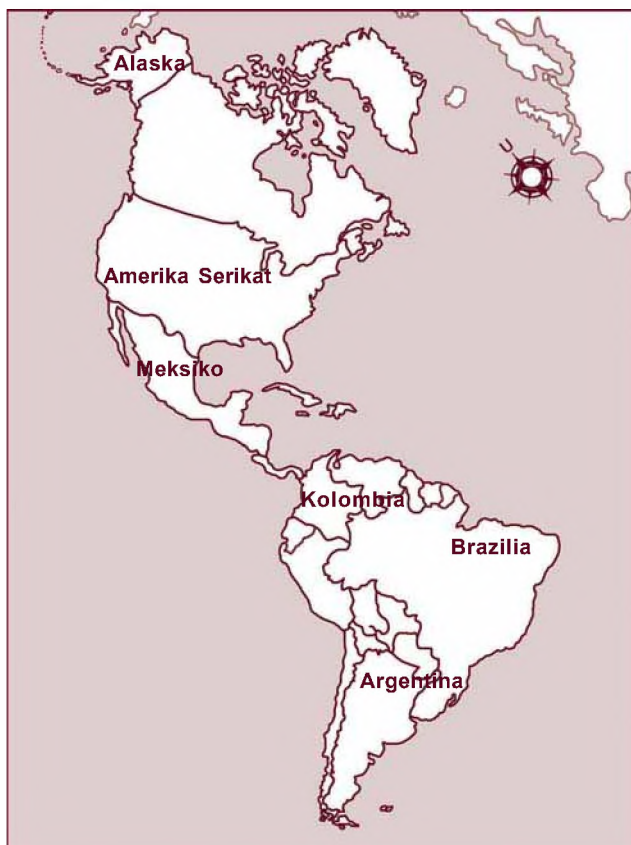 Alaska
U
Amerika Serikat
Meksiko
Kolombia
Brazilia
Argentina